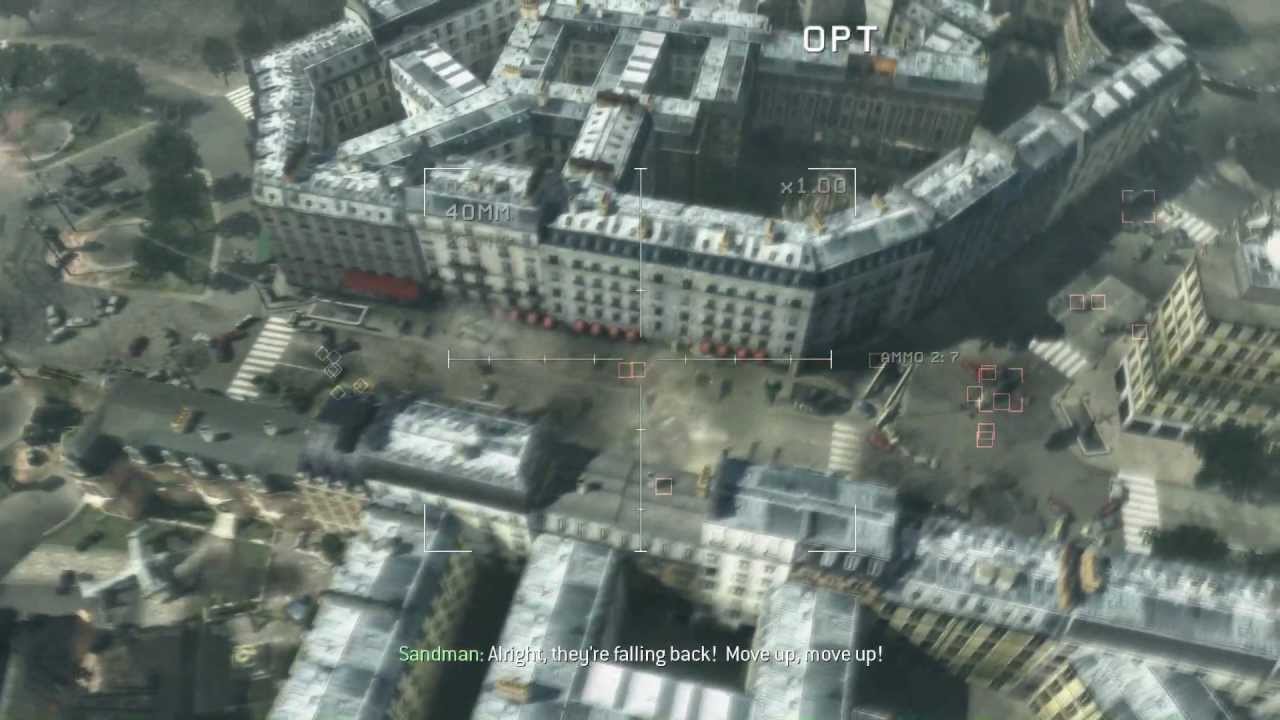 OPT
x1.00
40MM
AMMO 2: 7
Sandman: Alright, they're falling back! Move up, move up!